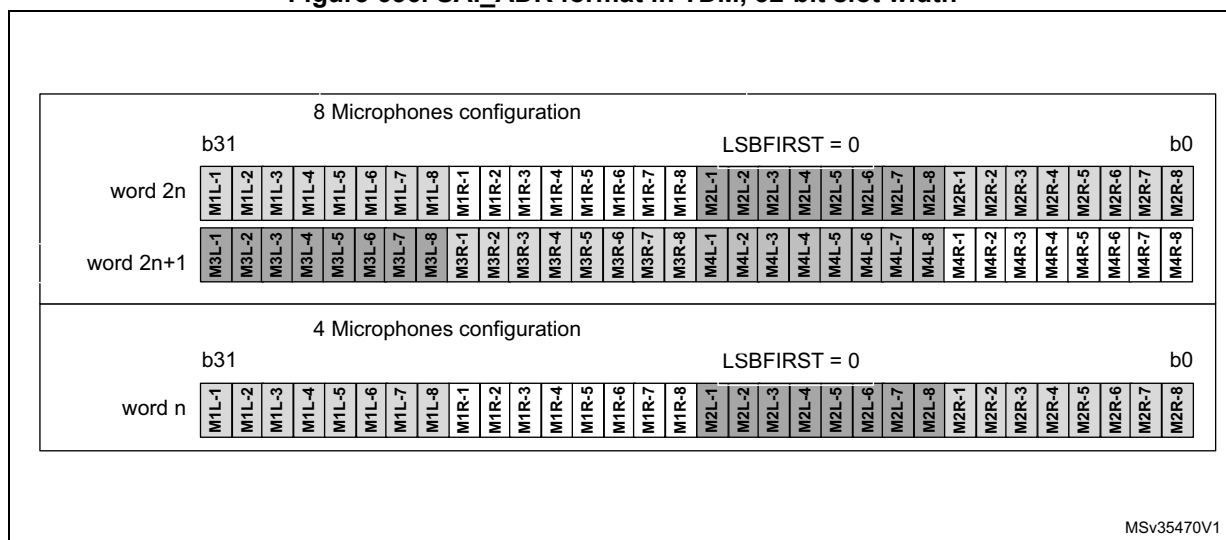 8 Microphones configuration
b31 LSBFIRST = 0 b0
word 2n M1L-1 M1L-2 M1L-3 M1L-4 M1L-5 M1L-6 M1L-7 M1L-8 M1R-1 M1R-2 M1R-3 M1R-4 M1R-5 M1R-6 M1R-7 M1R-8 M2L-1 M2L-2 M2L-3 M2L-4 M2L-5 M2L-6 M2L-7 M2L-8 M2R-1 M2R-2 M2R-3 M2R-4 M2R-5 M2R-6 M2R-7 M2R-8
word 2n+1 M3L-1 M3L-2 M3L-3 M3L-4 M3L-5 M3L-6 M3L-7 M3L-8 M3R-1 M3R-2 M3R-3 M3R-4 M3R-5 M3R-6 M3R-7 M3R-8 M4L-1 M4L-2 M4L-3 M4L-4 M4L-5 M4L-6 M4L-7 M4L-8 M4R-1 M4R-2 M4R-3 M4R-4 M4R-5 M4R-6 M4R-7 M4R-8
4 Microphones configuration
b31 LSBFIRST = 0 b0
word n M1L-1 M1L-2 M1L-3 M1L-4 M1L-5 M1L-6 M1L-7 M1L-8 M1R-1 M1R-2 M1R-3 M1R-4 M1R-5 M1R-6 M1R-7 M1R-8 M2L-1 M2L-2 M2L-3 M2L-4 M2L-5 M2L-6 M2L-7 M2L-8 M2R-1 M2R-2 M2R-3 M2R-4 M2R-5 M2R-6 M2R-7 M2R-8
MSv35470V1